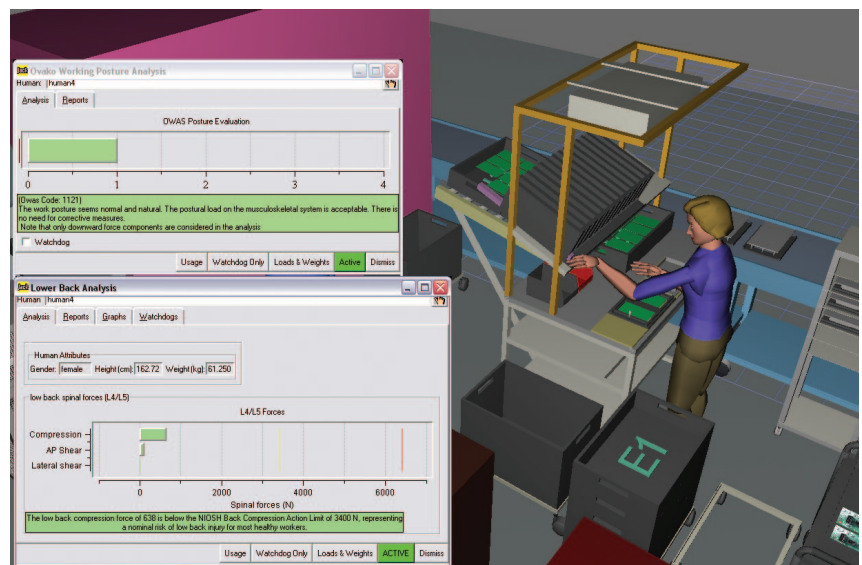 Ovako Working Posture Analysis
Human: human4
Analysis Reports
OWAS Posture Evaluation
0 1 2 3 4
(Owas Code: 1121)
The work posture seems normal and natural. The postural load on the musculoskeletal system is acceptable. There is
no need for corrective measures.
Note that only downward force components are considered in the analysis
Watchdog
Usage Watchdog Only Loads & Weights Active Dismiss
Lower Back Analysis
Human human4
Analysis Reports Graphs Watchdogs
Human Attributes
Gender: female Height(cm): 162.72 Weight(kg): 61.250
low back spinal forces (L4/L5)
L4/L5 Forces
Compression
AP Shear
Lateral shear
0 2000 4000 6000
Spinal forces (N)
The low back compression force of 638 is below the NIOSH Back Compression Action Limit of 3400 N, representing
a nominal risk of low back injury for most healthy workers.
Usage Watchdog Only Loads & Weights ACTIVE Dismiss
E1